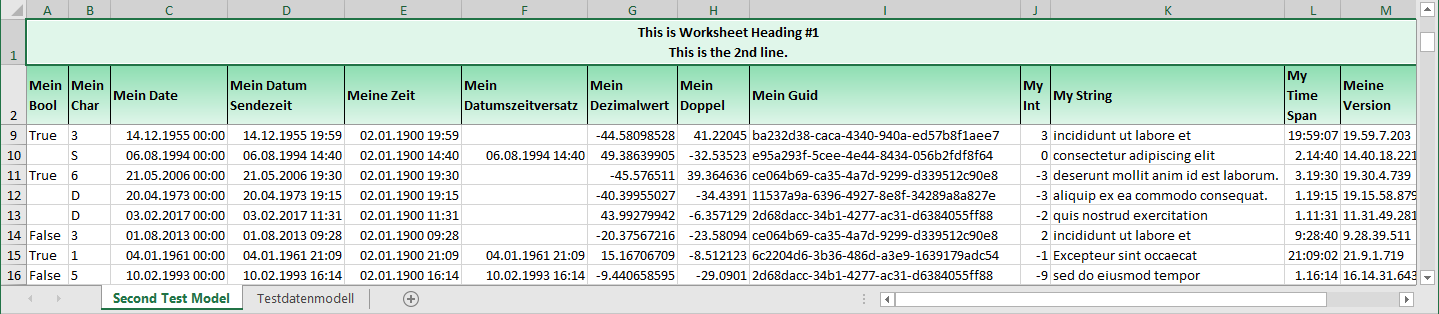 A B C D E F G H I J K L M
1 This is Worksheet Heading #1
This is the 2nd line.
2 Mein Bool Mein Char Mein Date Mein Datum Sendezeit Meine Zeit Mein Datumszeitversatz Mein Dezimalwert Mein Doppel Mein Guid My Int My String My Time Span Meine Version
9 True 3 14.12.1955 00:00 14.12.1955 19:59 02.01.1900 19:59 -44.58098528 41.22045 ba232d38-caca-4340-940a-ed57b8f1aee7 3 incididunt ut labore et 19:59:07 19.59.7.203
10 S 06.08.1994 00:00 06.08.1994 14:40 02.01.1900 14:40 06.08.1994 14:40 49.38639905 -32.53523 e95a293f-5cee-4e44-8434-056b2fdf8f64 0 consectetur adipiscing elit 2.14:40 14.40.18.221
11 True 6 21.05.2006 00:00 21.05.2006 19:30 02.01.1900 19:30 -45.576511 39.364636 ce064b69-ca35-4a7d-9299-d339512c90e8 -3 deserunt mollit anim id est laborum. 3.19:30 19.30.4.739
12 D 20.04.1973 00:00 20.04.1973 19:15 02.01.1900 19:15 -40.39955027 -34.4391 11537a9a-6396-4927-8e8f-34289a8a827e -3 aliquip ex ea commodo consequat. 1.19:15 19.15.58.879
13 D 03.02.2017 00:00 03.02.2017 11:31 02.01.1900 11:31 43.99279942 -6.357129 2d68dacc-34b1-4277-ac31-d6384055ff88 -2 quis nostrud exercitation 1.11:31 11.31.49.281
14 False 3 01.08.2013 00:00 01.08.2013 09:28 02.01.1900 09:28 -20.37567216 -23.58094 ce064b69-ca35-4a7d-9299-d339512c90e8 2 incididunt ut labore et 9:28:40 9.28.39.511
15 True 1 04.01.1961 00:00 04.01.1961 21:09 02.01.1900 21:09 04.01.1961 21:09 15.16706709 -8.512123 6c2204d6-3b36-486d-a3e9-1639179adc54 -1 Excepteur sint occaecat 21:09:02 21.9.1.719
16 False 5 10.02.1993 00:00 10.02.1993 16:14 02.01.1900 16:14 10.02.1993 16:14 -9.440658595 -29.0901 2d68dacc-34b1-4277-ac31-d6384055ff88 -9 sed do eiusmod tempor 1.16:14 16.14.31.643
Second Test Model Testdatenmodell